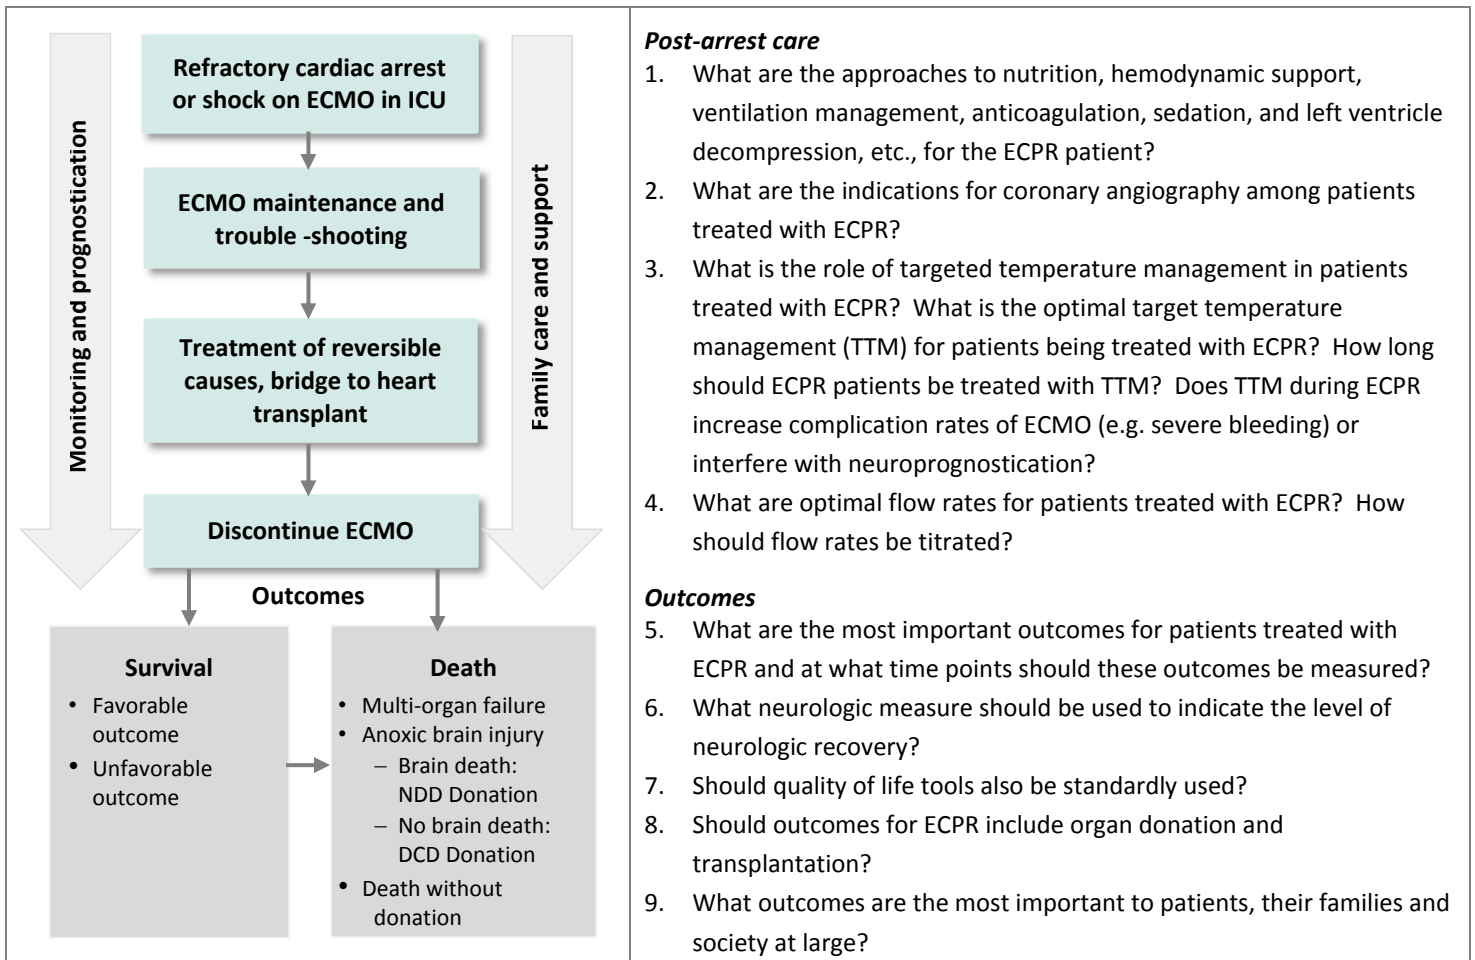 Monitoring and prognostication
Refractory cardiac arrest
or shock on ECMO in ICU
ECMO maintenance and
trouble -shooting
Treatment of reversible
causes, bridge to heart
transplant
Discontinue ECMO
Family care and support
Outcomes
Survival
• Favorable
outcome
• Unfavorable
outcome
Death
• Multi-organ failure
• Anoxic brain injury
– Brain death:
NDD Donation
– No brain death:
DCD Donation
• Death without
donation
Post-arrest care
1. What are the approaches to nutrition, hemodynamic support,
ventilation management, anticoagulation, sedation, and left ventricle
decompression, etc., for the ECPR patient?
2. What are the indications for coronary angiography among patients
treated with ECPR?
3. What is the role of targeted temperature management in patients
treated with ECPR? What is the optimal target temperature
management (TTM) for patients being treated with ECPR? How long
should ECPR patients be treated with TTM? Does TTM during ECPR
increase complication rates of ECMO (e.g. severe bleeding) or
interfere with neuroprognostication?
4. What are optimal flow rates for patients treated with ECPR? How
should flow rates be titrated?
Outcomes
5. What are the most important outcomes for patients treated with
ECPR and at what time points should these outcomes be measured?
6. What neurologic measure should be used to indicate the level of
neurologic recovery?
7. Should quality of life tools also be standardly used?
8. Should outcomes for ECPR include organ donation and
transplantation?
9. What outcomes are the most important to patients, their families and
society at large?